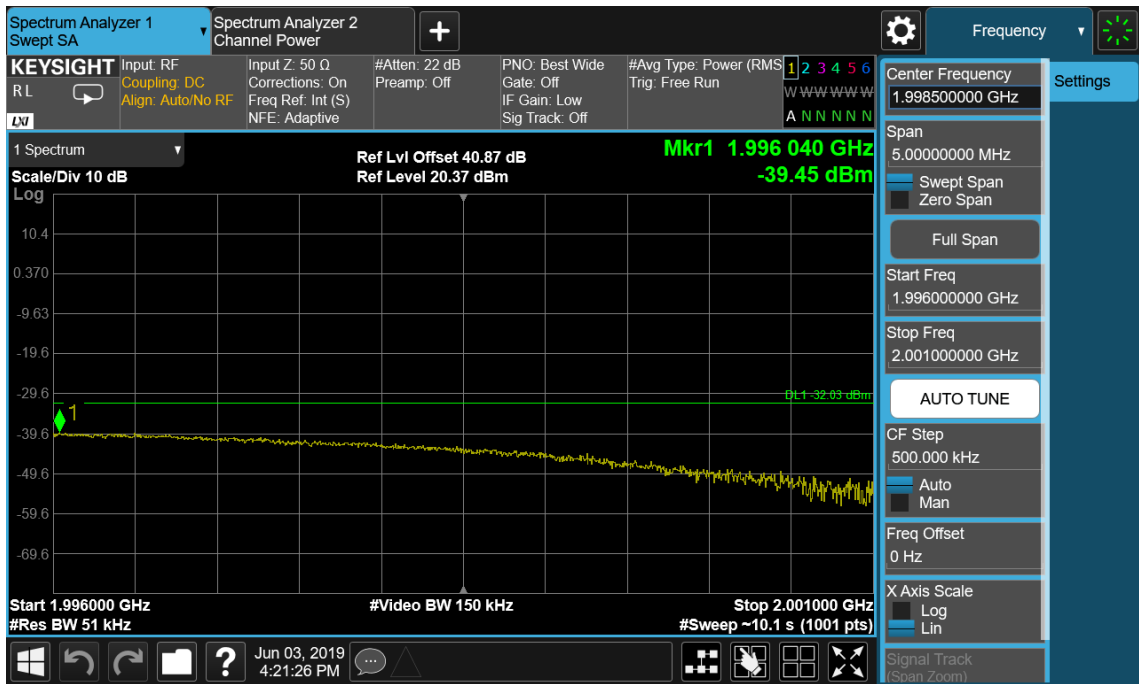 Spectrum Analyzer 1
Swept SA
Spectrum Analyzer 2
Channel Power
Frequency
KEYSIGHT
R L
LXI
Input: RF
Coupling: DC
Align: Auto/No RF
Input Z: 50 Ω
Corrections: On
Freq Ref: Int (S)
NFE: Adaptive
#Atten: 22 dB
Preamp: Off
PNO: Best Wide
Gate: Off
IF Gain: Low
Sig Track: Off
#Avg Type: Power (RMS
Trig: Free Run
1 2 3 4 5 6
W W W W W W
A N N N N N
1 Spectrum
Scale/Div 10 dB
Ref Lvl Offset 40.87 dB
Ref Level 20.37 dBm
Mkr1 1.996 040 GHz
-39.45 dBm
Log
10.4
0.370
-9.63
-19.6
-29.6
-39.6
-49.6
-59.6
-69.6
DL1 -32.03 dBm
1
Start 1.996000 GHz
#Res BW 51 kHz
#Video BW 150 kHz
Stop 2.001000 GHz
#Sweep ~10.1 s (1001 pts)
Center Frequency
1.998500000 GHz
Span
5.00000000 MHz
Swept Span
Zero Span
Full Span
Start Freq
1.996000000 GHz
Stop Freq
2.001000000 GHz
AUTO TUNE
CF Step
500.000 kHz
Auto
Man
Freq Offset
0 Hz
X Axis Scale
Log
Lin
Signal Track
(Span Zoom)
Settings
?
Jun 03, 2019
4:21:26 PM